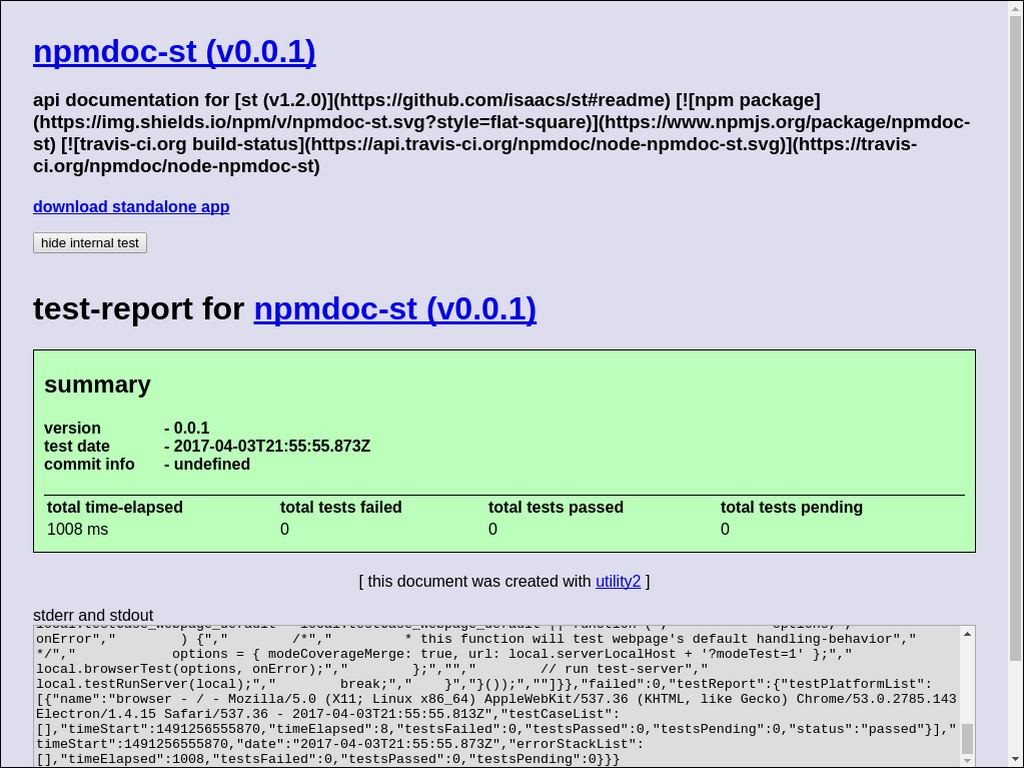 npmdoc-st (v0.0.1)
api documentation for [st (v1.2.0)](https://github.com/isaacs/st#readme) [![npm package]
(https://img.shields.io/npm/v/npmdoc-st.svg?style=flat-square)](https://www.npmjs.org/package/npmdoc-
st) [![travis-ci.org build-status](https://api.travis-ci.org/npmdoc/node-npmdoc-st.svg)](https://travis-
ci.org/npmdoc/node-npmdoc-st)
download standalone app
hide internal test
test-report for npmdoc-st (v0.0.1)
summary
version - 0.0.1
test date - 2017-04-03T21:55:55.873Z
commit info - undefined
total time-elapsed total tests failed total tests passed total tests pending
1008 ms 0 0 0
[ this document was created with utility2 ]
stderr and stdout
onError","        ) {","        /*","         * this function will test webpage's default handling-behavior","
*/","            options = { modeCoverageMerge: true, url: local.serverLocalHost + '?modeTest=1' };","
local.browserTest(options, onError);","        };","","        // run test-server","
local.testRunServer(local);","        break;","    }","}());",""]}},"failed":0,"testReport":{"testPlatformList":
[{"name":"browser - / - Mozilla/5.0 (X11; Linux x86_64) AppleWebKit/537.36 (KHTML, like Gecko) Chrome/53.0.2785.143
Electron/1.4.15 Safari/537.36 - 2017-04-03T21:55:55.813Z","testCaseList":
[],"timeStart":1491256555870,"timeElapsed":8,"testsFailed":0,"testsPassed":0,"testsPending":0,"status":"passed"}],"
timeStart":1491256555870,"date":"2017-04-03T21:55:55.873Z","errorStackList":
[],"timeElapsed":1008,"testsFailed":0,"testsPassed":0,"testsPending":0}}}